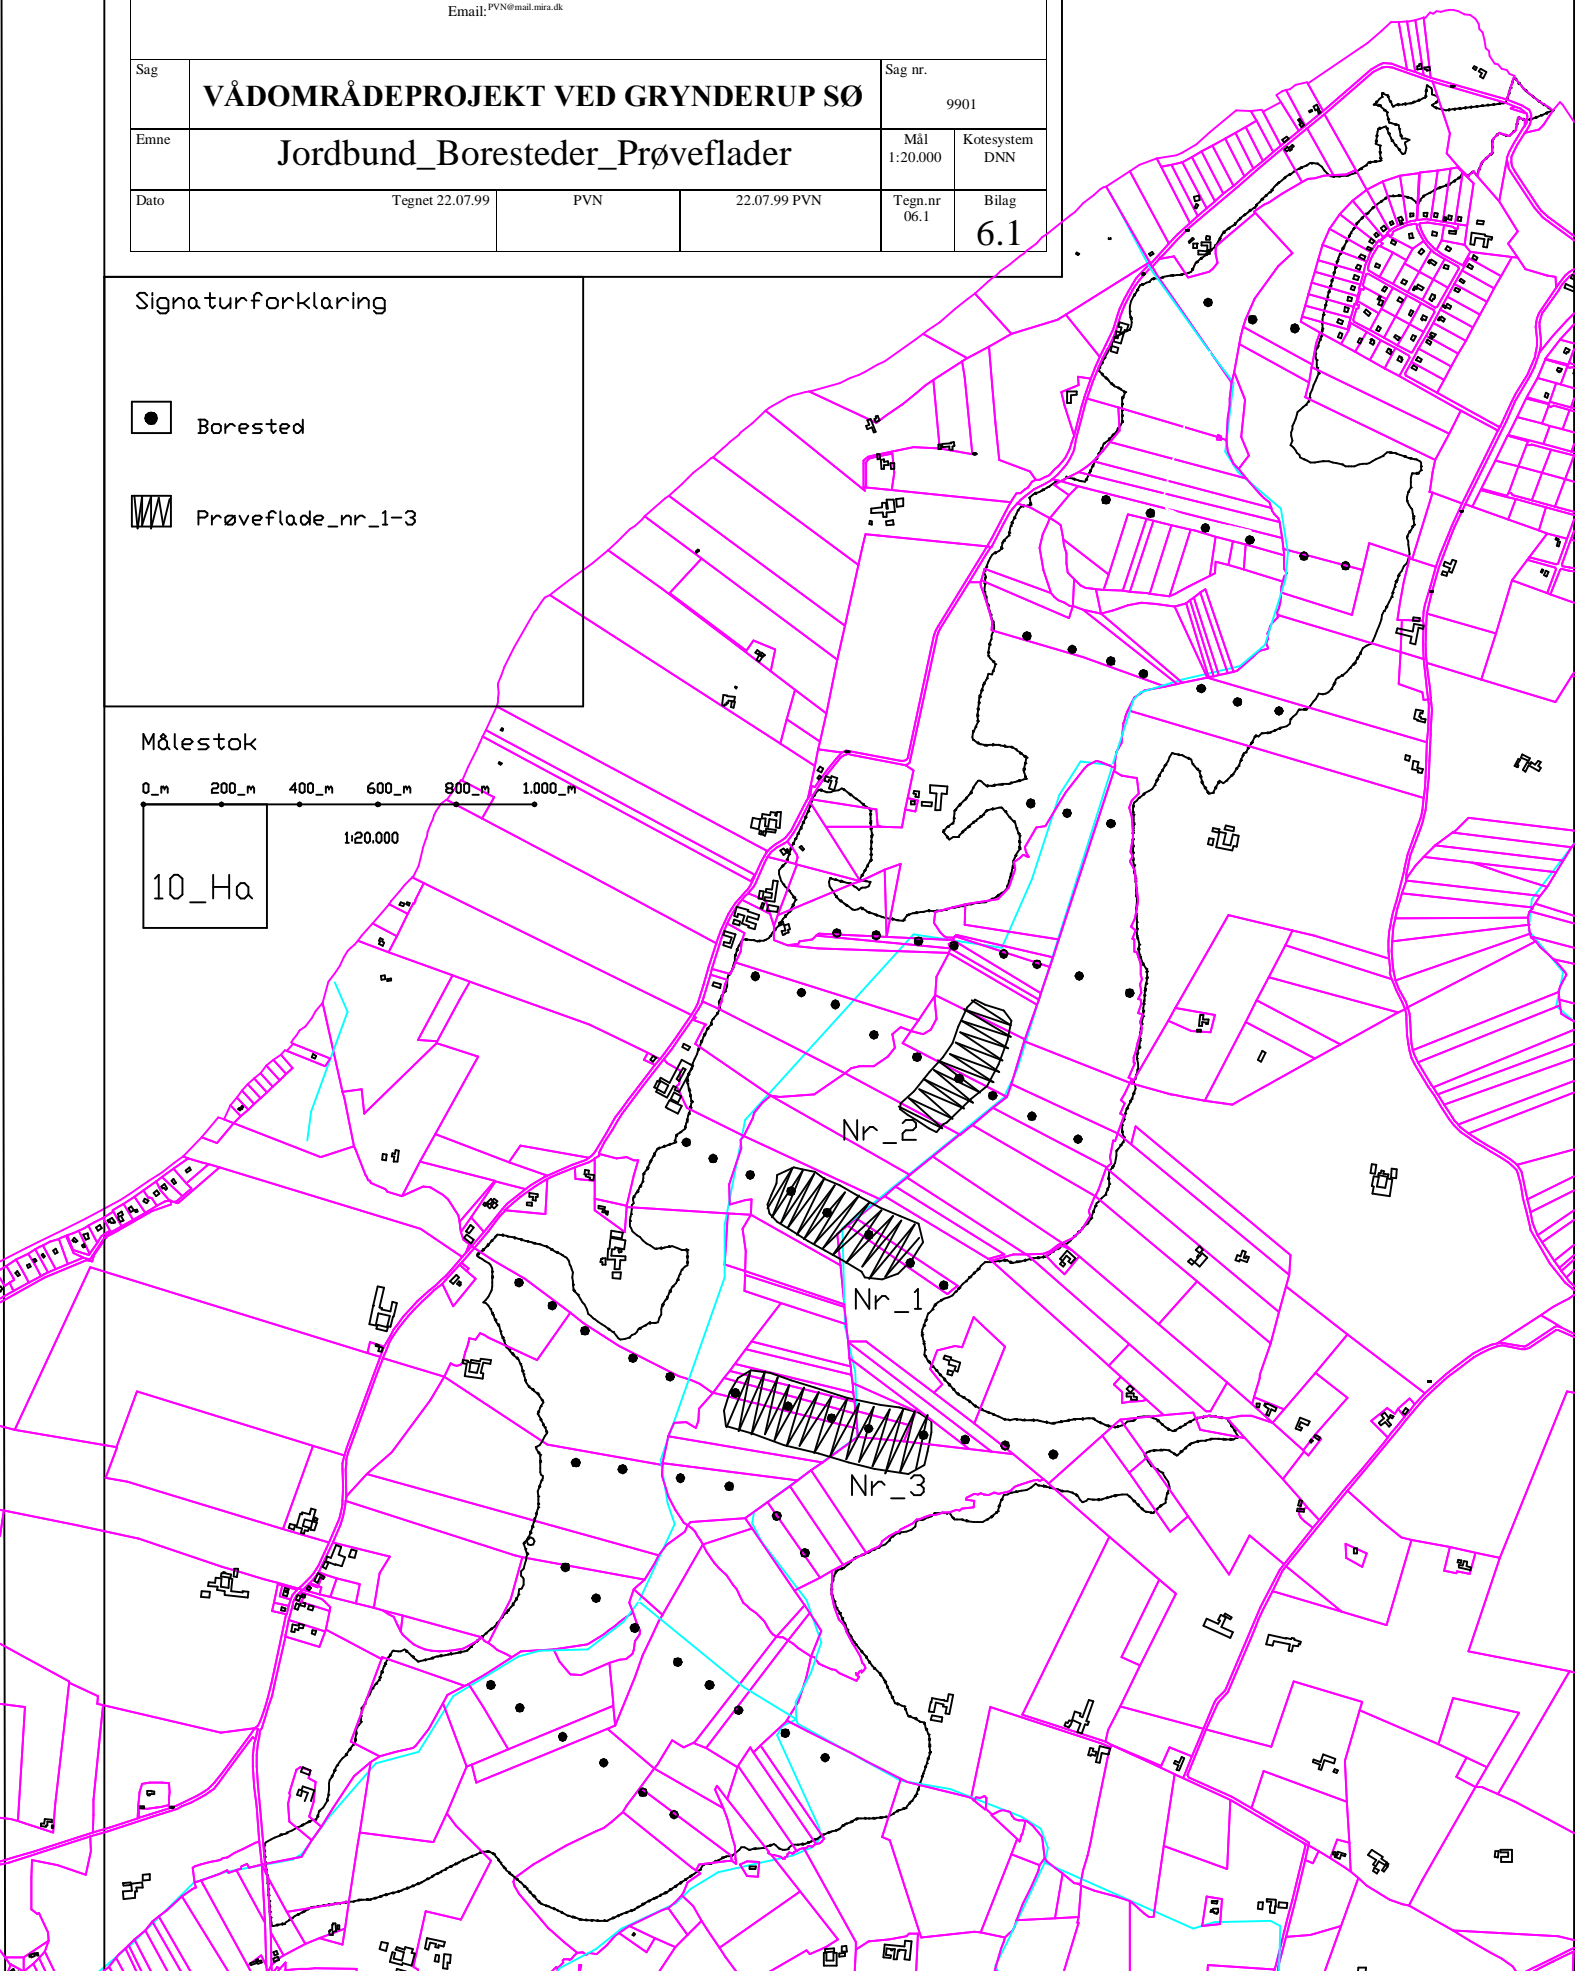 Email: PVN@mail.mira.dk
Sag
VÅDOMRÅDEPROJEKT VED GRYNDERUP SØ
Sag nr.
9901
Emne
Jordbund_Boresteder_Prøveflader
Mål
1:20.000
Kotesystem
DNN
Dato
Tegnet 22.07.99
PVN
22.07.99 PVN
Tegn.nr
06.1
Bilag
6.1
Signaturforklaring
Borested
Prøveflade_nr_1-3
Målestok
0_m 200_m 400_m 600_m 800_m 1.000_m
1:20.000
10_Ha
Nr_2
Nr_1
Nr_3